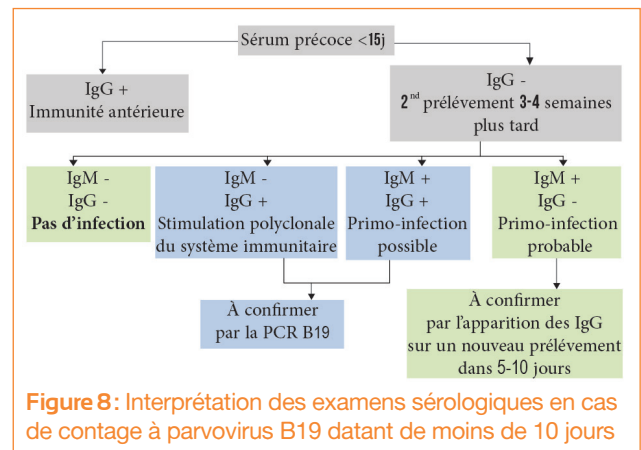 Sérum précoce <15j
IgG +
Immunité antérieure
IgG -
2nd prélévement 3-4 semaines
plus tard
IgM -
IgG -
Pas d'infection
IgM -
IgG +
Stimulation polyclonale
du système immunitaire
IgM +
IgG +
Primo-infection
possible
IgM +
IgG -
Primo-infection
probable
À confirmer
par la PCR B19
À confirmer
par l'apparition des IgG
sur un nouveau prélévement
dans 5-10 jours
Figure 8 : Interprétation des examens sérologiques en cas
de contage à parvovirus B19 datant de moins de 10 jours